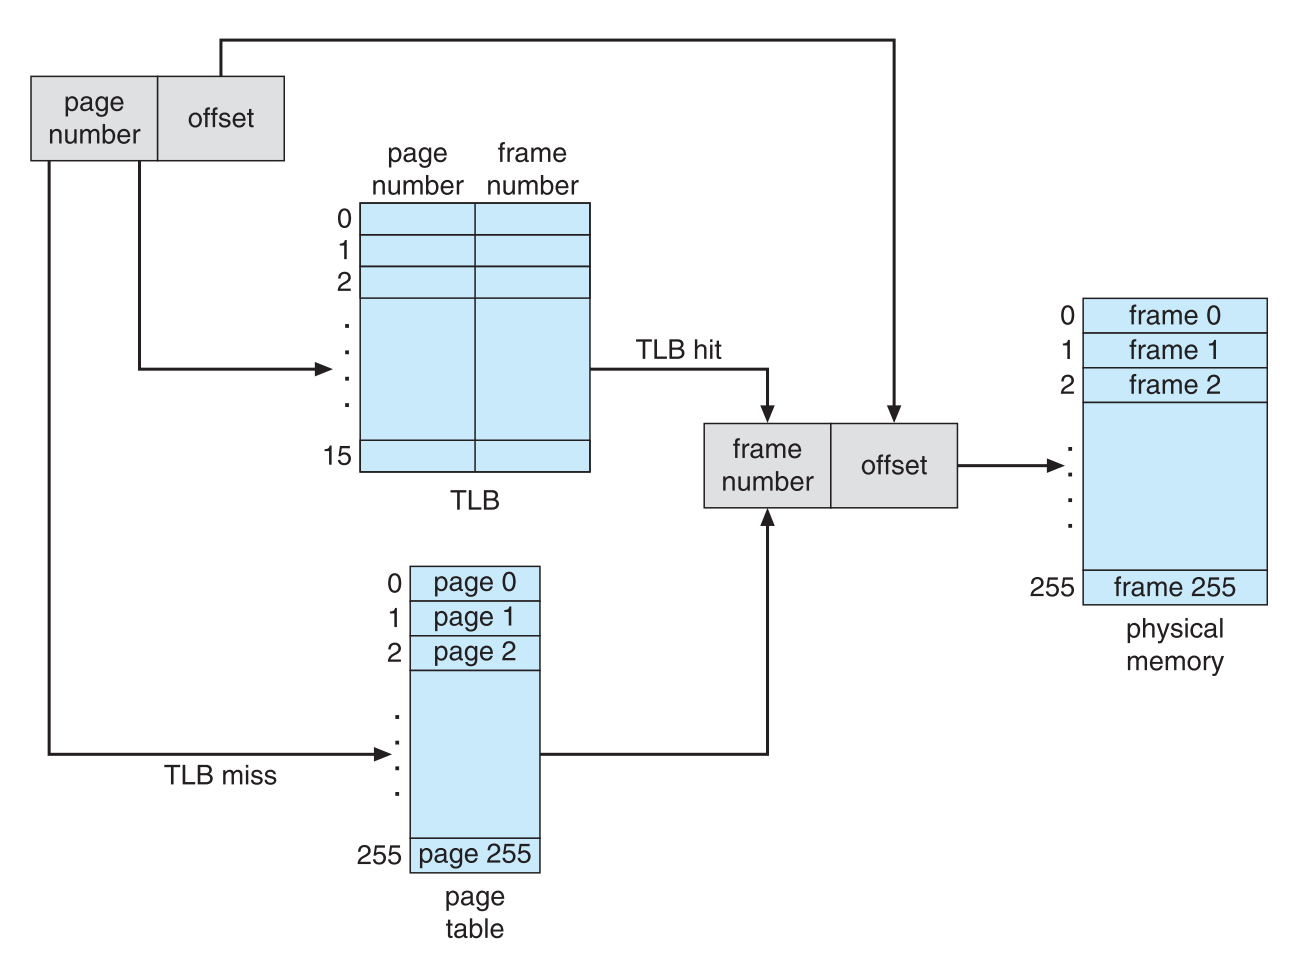 page
number
offset
page
number
frame
number
0
1
2
.
.
.
.
15
TLB
TLB hit
frame
number
offset
0 frame 0
1 frame 1
2 frame 2
.
.
.
.
255 frame 255
physical
memory
0 page 0
1 page 1
2 page 2
.
.
.
.
255 page 255
page
table
TLB miss